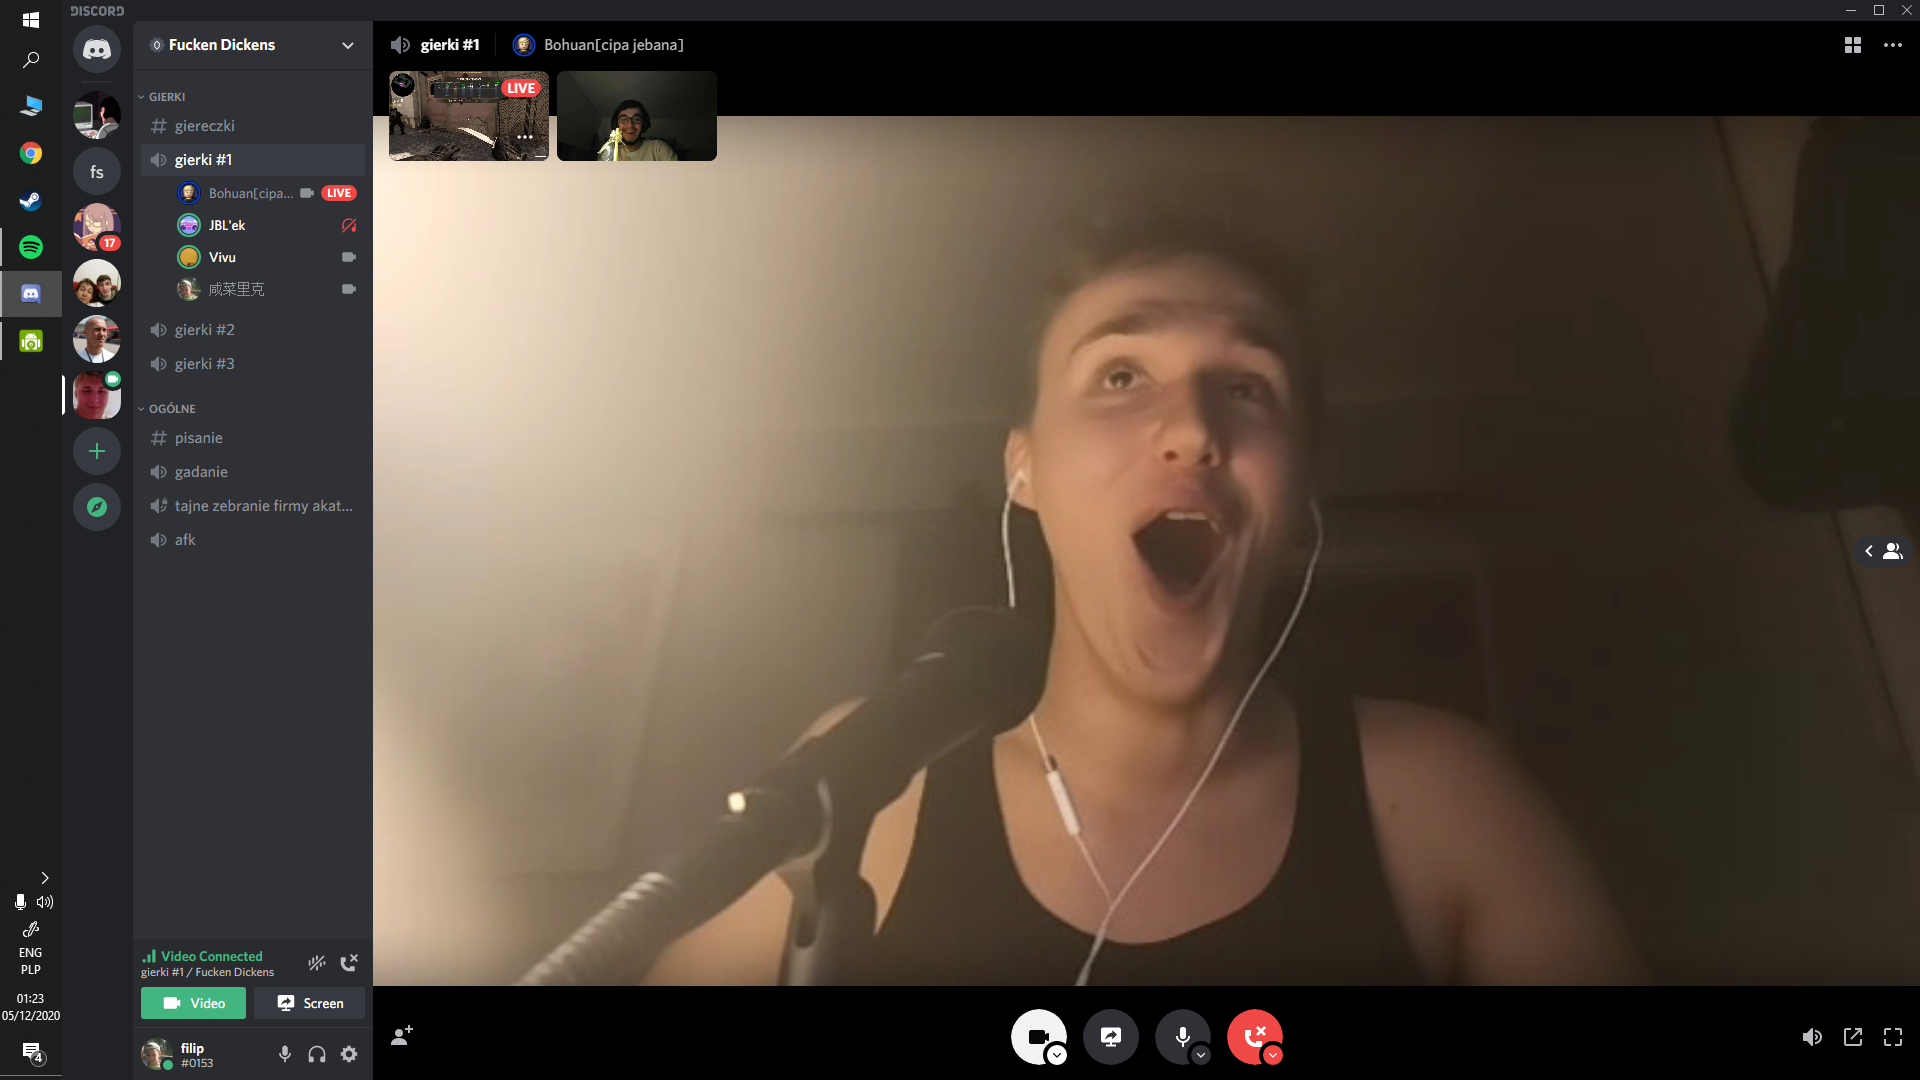 DISCORD
Fucken Dickens
gierki #1
Bohuan[cipa jebana]
LIVE
GIERKI
giereczki
gierki #1
Bohuan[cipa...
LIVE
JBL'ek
Vivu
咸菜里克
gierki #2
gierki #3
OGÓLNE
pisanie
gadanie
tajne zebranie firmy akat...
afk
fs
17
ENG
PLP
01:23
05/12/2020
4
Video Connected
gierki #1 / Fucken Dickens
Video
Screen
filip
#0153